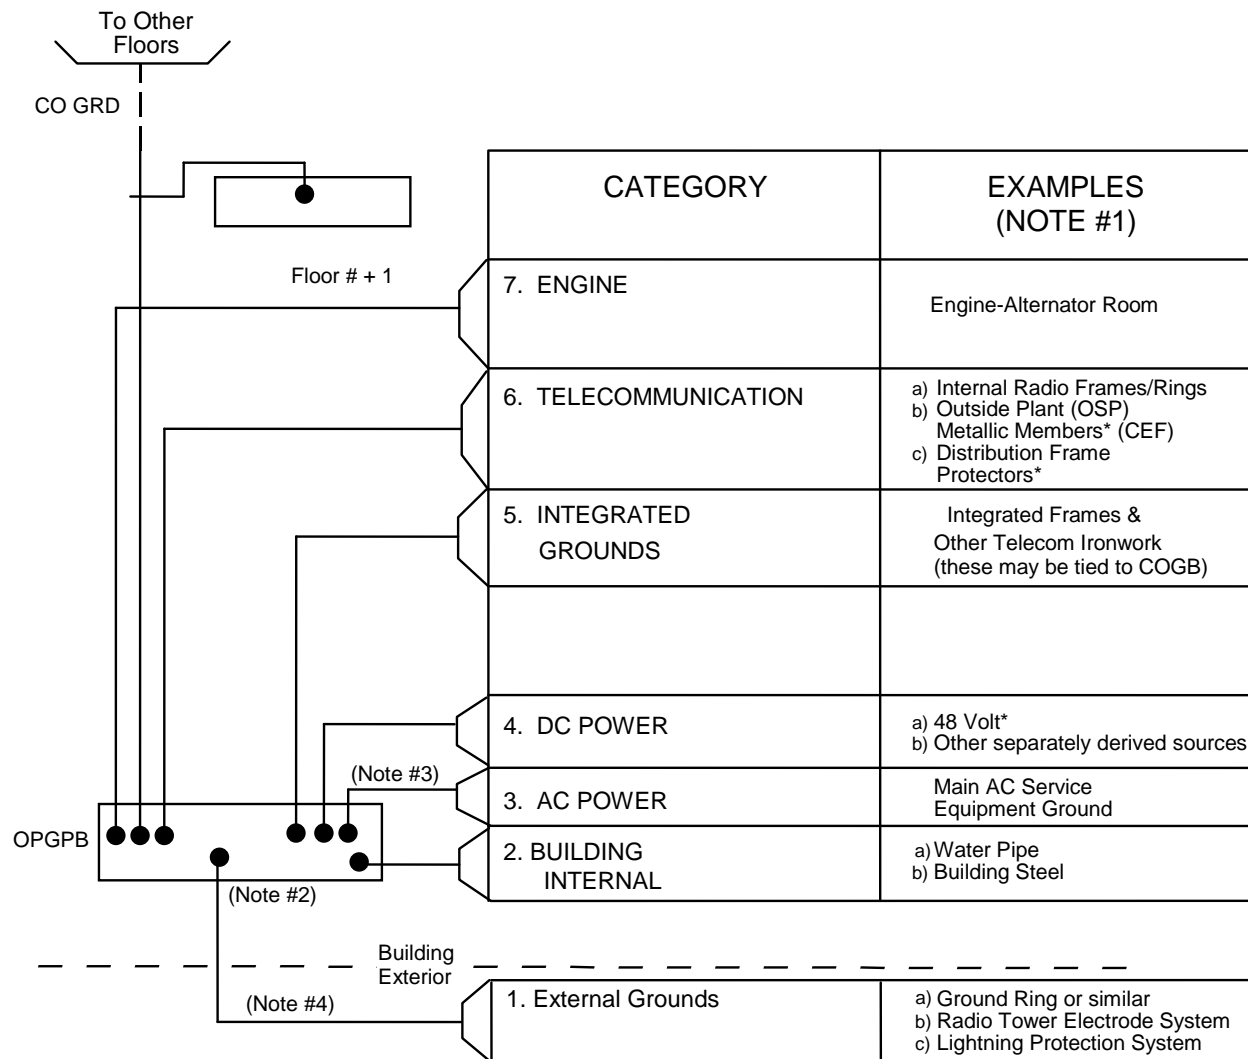 To Other
Floors
CO GRD
CATEGORY
EXAMPLES
(NOTE #1)
Floor # + 1
7. ENGINE
Engine-Alternator Room
6. TELECOMMUNICATION
a) Internal Radio Frames/Rings
b) Outside Plant (OSP)
Metallic Members* (CEF)
c) Distribution Frame
Protectors*
5. INTEGRATED
GROUNDS
Integrated Frames &
Other Telecom Ironwork
(these may be tied to COGB)
4. DC POWER
a) 48 Volt*
b) Other separately derived sources
(Note #3)
3. AC POWER
Main AC Service
Equipment Ground
OPGPB
2. BUILDING
INTERNAL
a) Water Pipe
b) Building Steel
(Note #2)
Building
Exterior
(Note #4)
1. External Grounds
a) Ground Ring or similar
b) Radio Tower Electrode System
c) Lightning Protection System